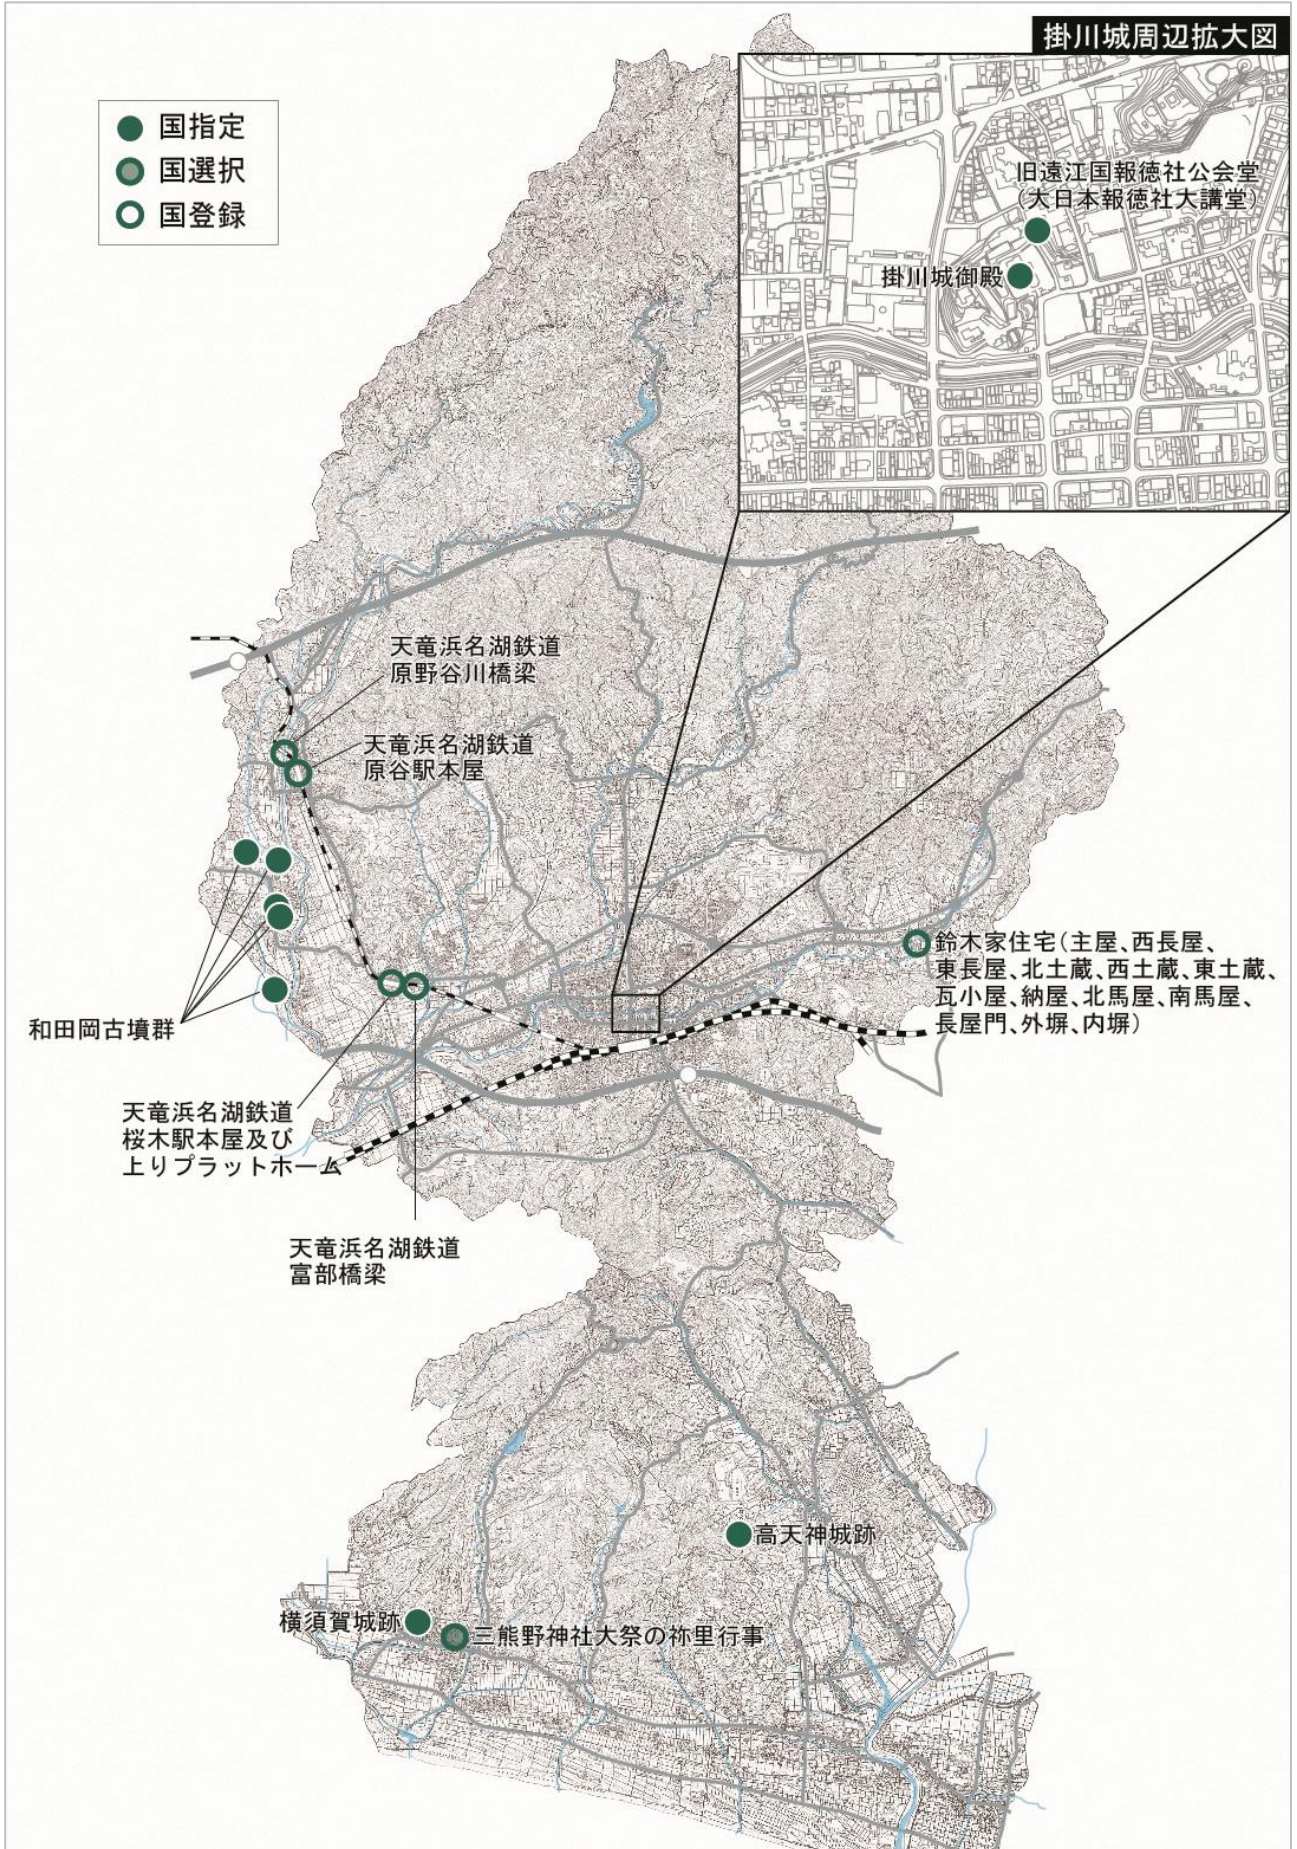 掛川城周辺拡大図
国指定
国選択
国登録
旧遠江国報徳社公会堂
（大日本報徳社大講堂）
掛川城御殿
天竜浜名湖鉄道
原野谷川橋梁
天竜浜名湖鉄道
原谷駅本屋
鈴木家住宅（主屋、西長屋、
東長屋、北土蔵、西土蔵、東土蔵、
瓦小屋、納屋、北馬屋、南馬屋、
長屋門、外塀、内塀）
和田岡古墳群
天竜浜名湖鉄道
桜木駅本屋及び
上りプラットホーム
天竜浜名湖鉄道
富部橋梁
高天神城跡
横須賀城跡
三熊野神社大祭の祢里行事